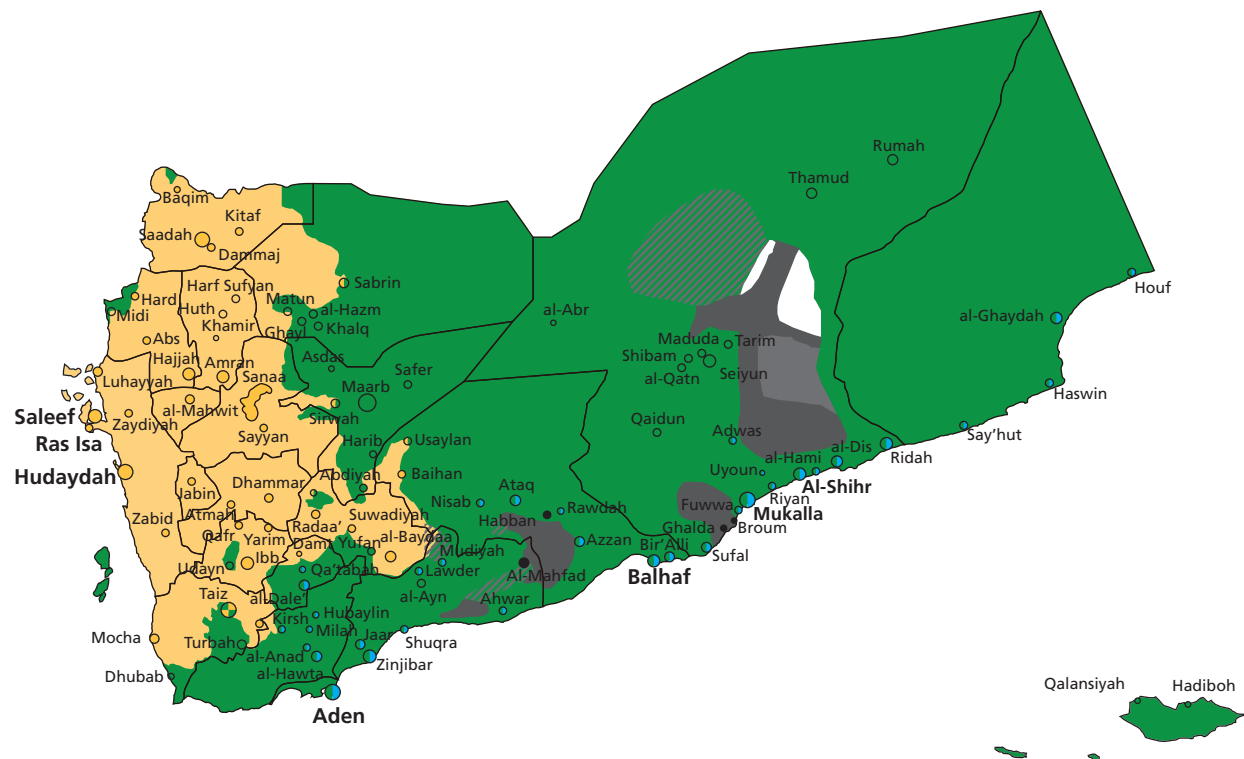 Rumah
Thamud
Baqim
Kitaf
Saadah
Dammaj
Houf
Harf Sufyan
Sabrin
Hard
Matun
Midi
Huth
al-Hazm
al-Abr
al-Ghaydah
Khamir
Ghayl
Khalq
Abs
Maduda
Tarim
Hajjah
Amran
Asdas
Shibam
Seiyun
Luhayyah
Sanaa
Safer
al-Qatn
Maarb
Haswin
Saleef
Zaydiyah
al-Mahwit
Sirwah
Qaidun
Ras Isa
Sayyan
Harib
Usaylan
Adwas
Say'hut
al-Dis
Ridah
al-Hami
Hudaydah
Abdiyah
Baihan
Uyoun
Al-Shihr
Jabin
Dhammar
Ataq
Riyan
Nisab
Rawdah
Fuwwa
Mukalla
Zabid
Atmah
Radaa'
Suwadiyah
Habban
Ghalda
Broum
Qafr
Yarim
Damt
Yufan
al-Baydaa
Azzan
Bir'Alli
Sufal
Udayn
Ibb
Qa'tabah
Mudiyah
Lawder
Al-Mahfad
Balhaf
Taiz
al-Dale'
al-Ayn
Ahwar
Kirsh
Hubaylin
Mocha
Turbah
Milah
Jaar
Shuqra
al-Anad
Zinjibar
Dhubab
al-Hawta
Aden
Qalansiyah
Hadiboh